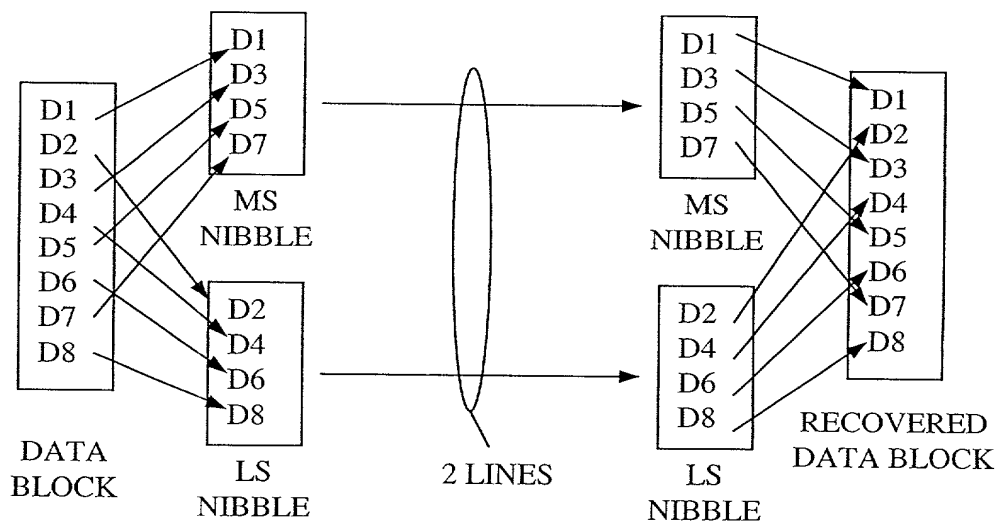 D1
D2
D3
D4
D5
D6
D7
D8
DATA
BLOCK
D1
D3
D5
D7
MS
NIBBLE
D2
D4
D6
D8
LS
NIBBLE
2 LINES
D1
D3
D5
D7
MS
NIBBLE
D2
D4
D6
D8
LS
NIBBLE
D1
D2
D3
D4
D5
D6
D7
D8
RECOVERED
DATA BLOCK